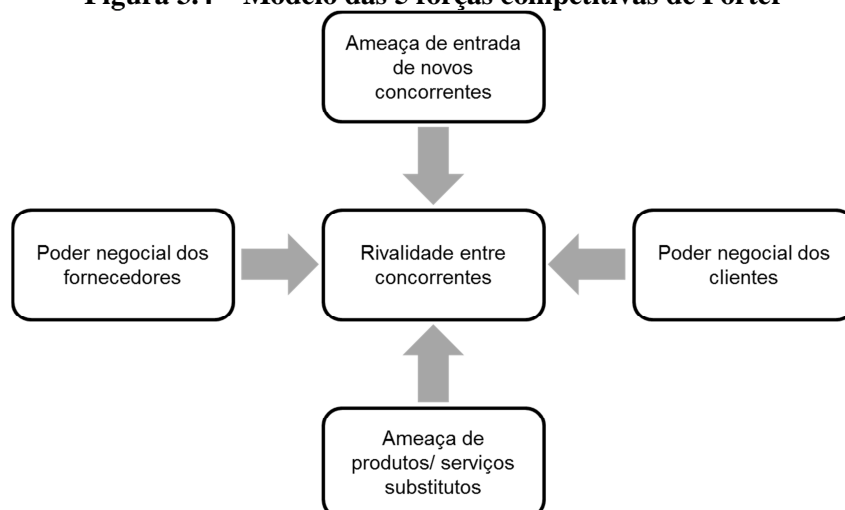 Figura 3.4 – Modelo das 5 forças competitivas de Porter
Ameaça de entrada
de novos
concorrentes
Poder negocial dos
fornecedores
Rivalidade entre
concorrentes
Poder negocial dos
clientes
Ameaça de
produtos/ serviços
substitutos